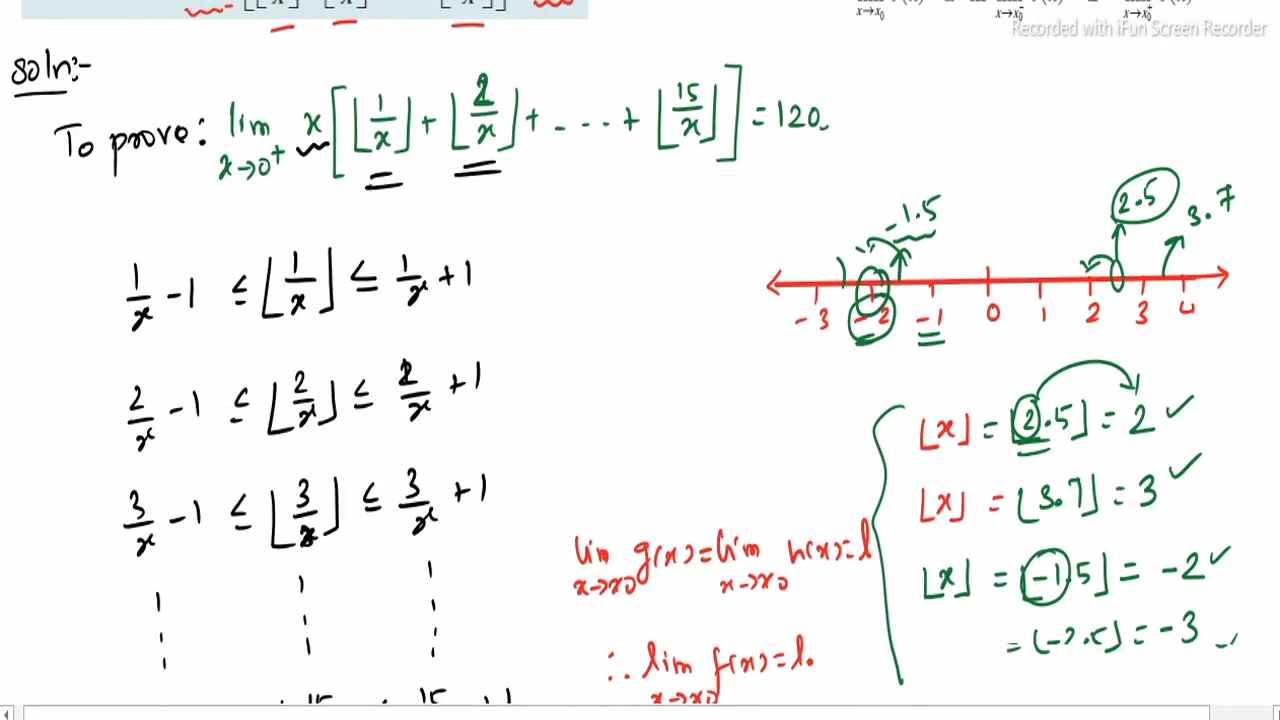 Recorded with iFun Screen Recorder
soln:-
To prove: lim x→0+ x[⌊1/x⌋ + ⌊2/x⌋ + ... + ⌊15/x⌋] = 120.
-1.5
2.5
3.7
-3 -2 -1 0 1 2 3 4
1/x - 1 ≤ ⌊1/x⌋ ≤ 1/x + 1
2/x - 1 ≤ ⌊2/x⌋ ≤ 2/x + 1
3/x - 1 ≤ ⌊3/x⌋ ≤ 3/x + 1
lim x→x0 g(x) = lim x→x0 h(x) = l
∴ lim x→x0 f(x) = l.
⌊x⌋ = ⌊2.5⌋ = 2 ✓
⌊x⌋ = ⌊3.7⌋ = 3 ✓
⌊x⌋ = ⌊-1.5⌋ = -2 ✓
= ⌊-2.5⌋ = -3